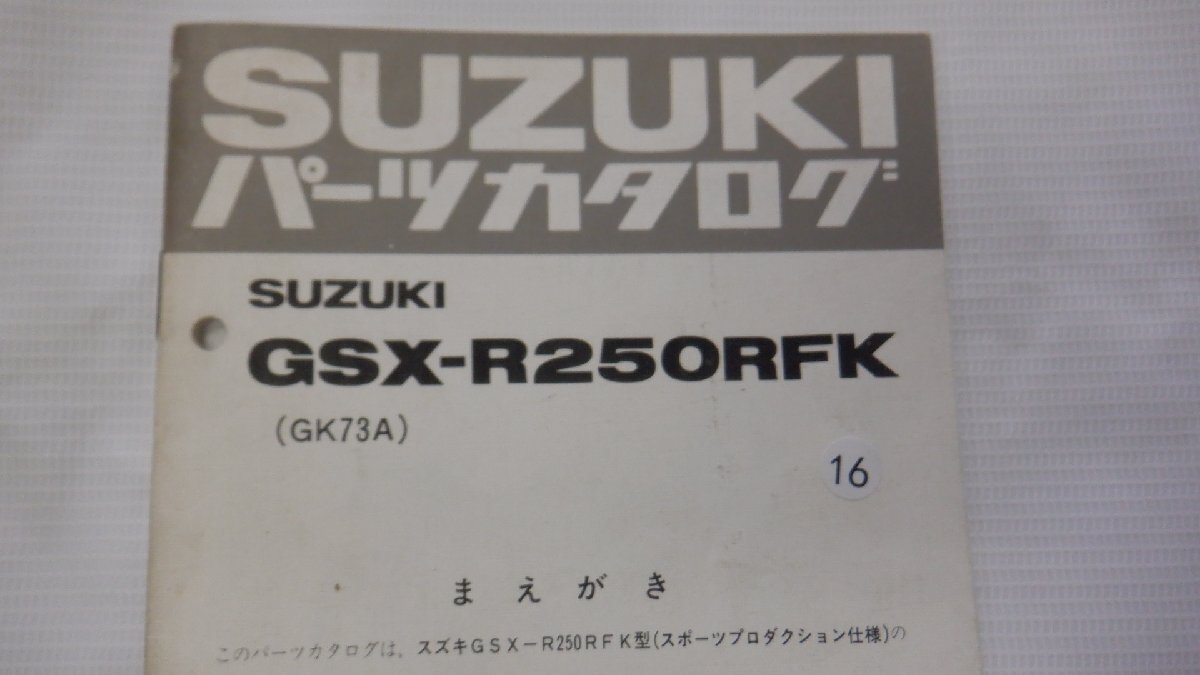 SUZUKI
パーツカタログ
SUZUKI
GSX-R250RFK
(GK73A)
16
まえがき
このパーツカタログは、スズキGSX-R250RFK型(スポーツプロダクション仕様)の